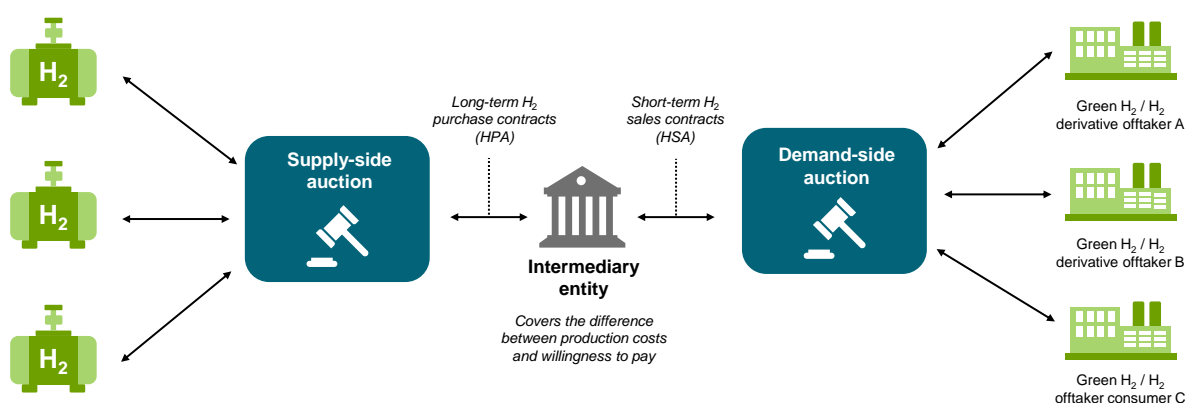 H₂
H₂
H₂
Supply-side
auction
Long-term H₂
purchase contracts
(HPA)
Intermediary
entity
Covers the difference
between production costs
and willingness to pay
Short-term H₂
sales contracts
(HSA)
Demand-side
auction
Green H₂ / H₂
derivative offtaker A
Green H₂ / H₂
derivative offtaker B
Green H₂ / H₂
offtaker consumer C